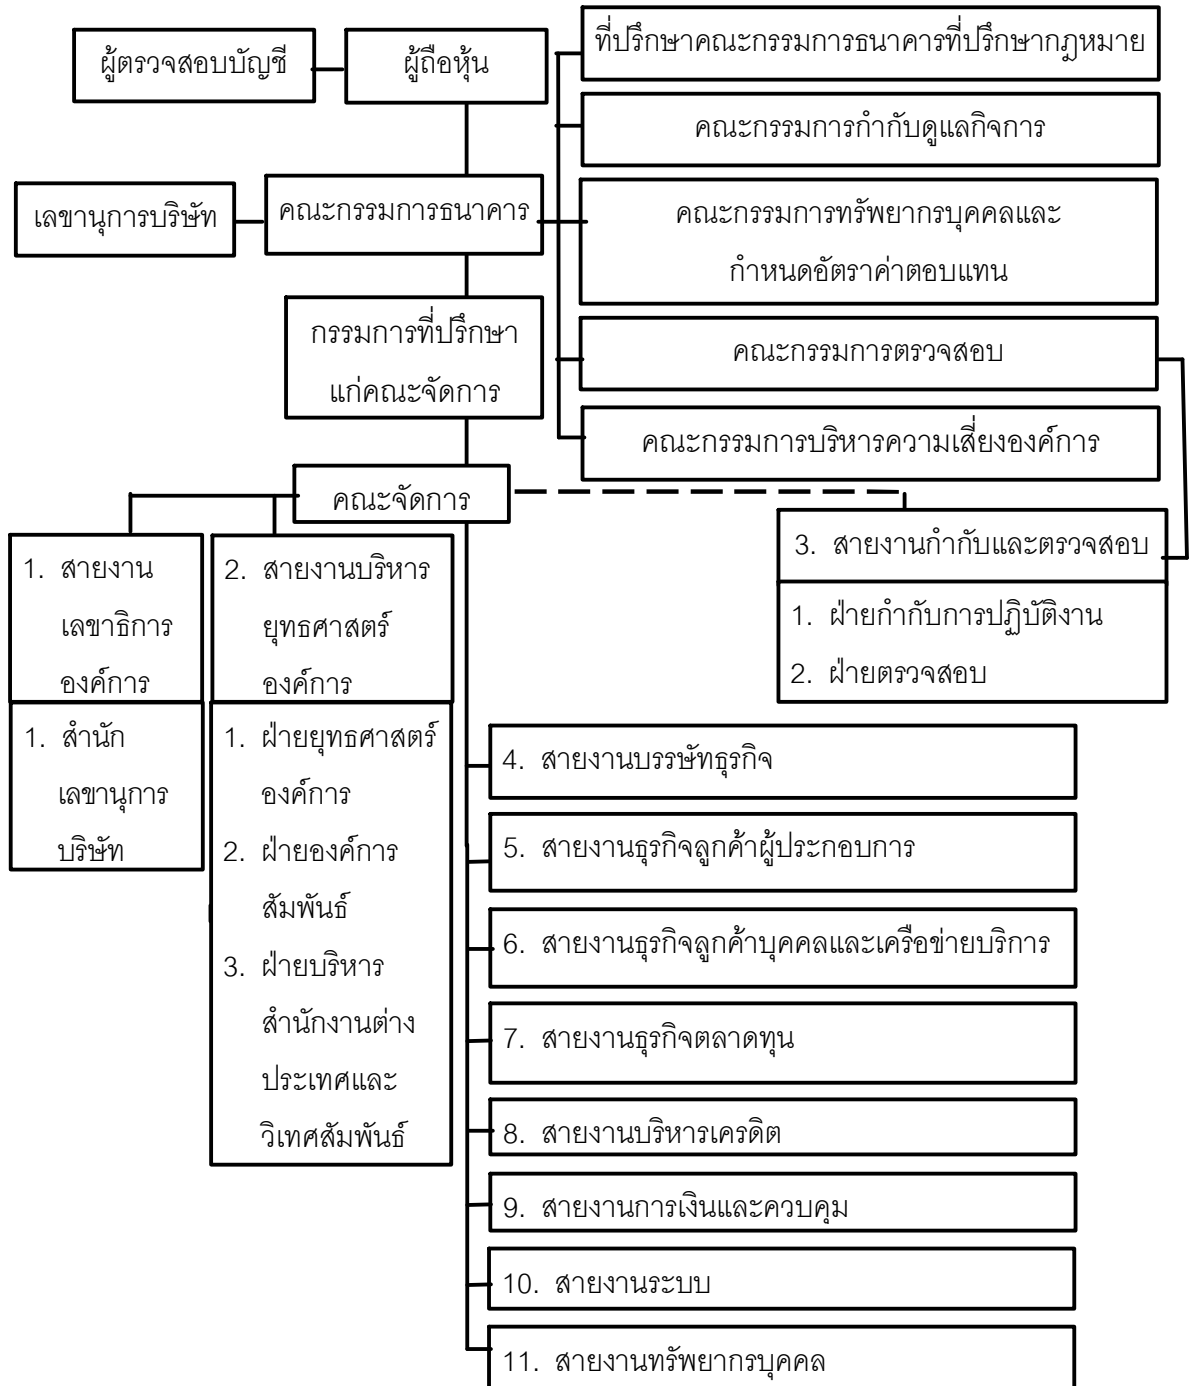 ผู้ตรวจสอบบัญชี
ผู้ถือหุ้น
ที่ปรึกษาคณะกรรมการธนาคารที่ปรึกษากฎหมาย
คณะกรรมการกำกับดูแลกิจการ
เลขานุการบริษัท
คณะกรรมการธนาคาร
คณะกรรมการทรัพยากรบุคคลและ
กำหนดอัตราค่าตอบแทน
กรรมการที่ปรึกษา
แก่คณะจัดการ
คณะกรรมการตรวจสอบ
คณะกรรมการบริหารความเสี่ยงองค์การ
คณะจัดการ
1. สายงาน
เลขาธิการ
องค์การ
1. สำนัก
เลขานุการ
บริษัท
2. สายงานบริหาร
ยุทธศาสตร์
องค์การ
1. ฝ่ายยุทธศาสตร์
องค์การ
2. ฝ่ายองค์การ
สัมพันธ์
3. ฝ่ายบริหาร
สำนักงานต่าง
ประเทศและ
วิเทศสัมพันธ์
3. สายงานกำกับและตรวจสอบ
1. ฝ่ายกำกับการปฏิบัติงาน
2. ฝ่ายตรวจสอบ
4. สายงานบรรษัทธุรกิจ
5. สายงานธุรกิจลูกค้าผู้ประกอบการ
6. สายงานธุรกิจลูกค้าบุคคลและเครือข่ายบริการ
7. สายงานธุรกิจตลาดทุน
8. สายงานบริหารเครดิต
9. สายงานการเงินและควบคุม
10. สายงานระบบ
11. สายงานทรัพยากรบุคคล